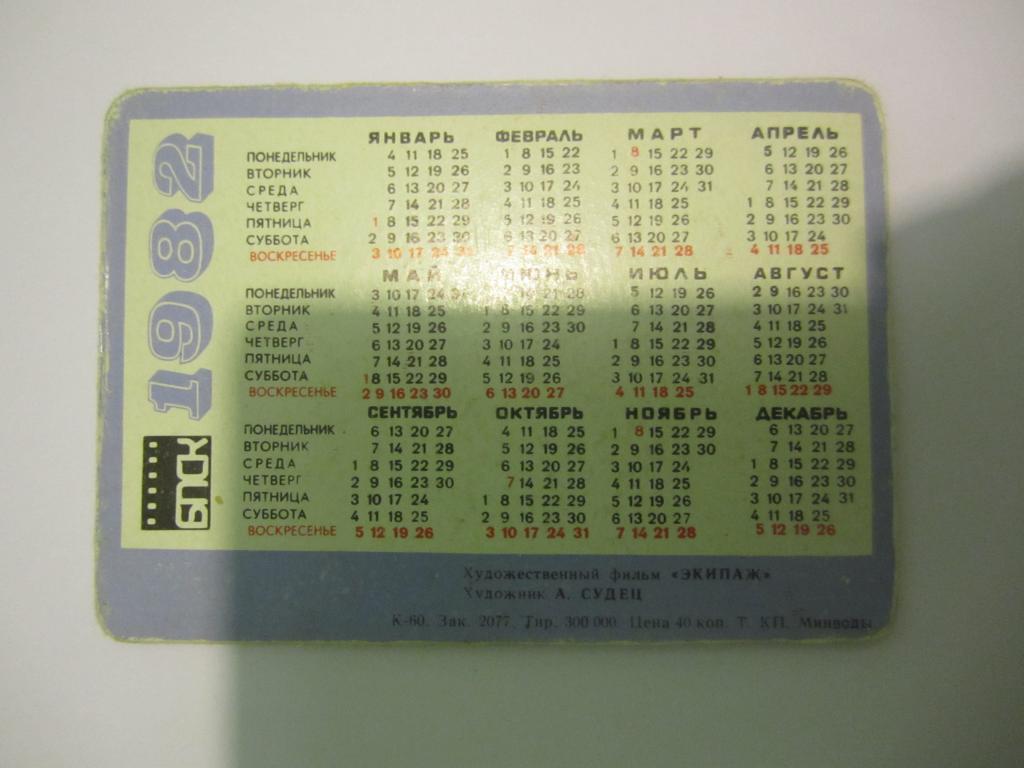 1982
ЯНВАРЬ ФЕВРАЛЬ МАРТ АПРЕЛЬ
ПОНЕДЕЛЬНИК 4 11 18 25 1 8 15 22 1 8 15 22 29 5 12 19 26
ВТОРНИК 5 12 19 26 2 9 16 23 2 9 16 23 30 6 13 20 27
СРЕДА 6 13 20 27 3 10 17 24 3 10 17 24 31 7 14 21 28
ЧЕТВЕРГ 7 14 21 28 4 11 18 25 4 11 18 25 1 8 15 22 29
ПЯТНИЦА 1 8 15 22 29 5 12 19 26 5 12 19 26 2 9 16 23 30
СУББОТА 2 9 16 23 30 6 13 20 27 6 13 20 27 3 10 17 24
ВОСКРЕСЕНЬЕ 3 10 17 24 31 7 14 21 28 7 14 21 28 4 11 18 25
МАЙ ИЮНЬ ИЮЛЬ АВГУСТ
ПОНЕДЕЛЬНИК 3 10 17 24 31 14 21 28 5 12 19 26 2 9 16 23 30
ВТОРНИК 4 11 18 25 1 8 15 22 29 6 13 20 27 3 10 17 24 31
СРЕДА 5 12 19 26 2 9 16 23 30 7 14 21 28 4 11 18 25
ЧЕТВЕРГ 6 13 20 27 3 10 17 24 1 8 15 22 29 5 12 19 26
ПЯТНИЦА 7 14 21 28 4 11 18 25 2 9 16 23 30 6 13 20 27
СУББОТА 1 8 15 22 29 5 12 19 26 3 10 17 24 31 7 14 21 28
ВОСКРЕСЕНЬЕ 2 9 16 23 30 6 13 20 27 4 11 18 25 1 8 15 22 29
СЕНТЯБРЬ ОКТЯБРЬ НОЯБРЬ ДЕКАБРЬ
ПОНЕДЕЛЬНИК 6 13 20 27 4 11 18 25 1 8 15 22 29 6 13 20 27
ВТОРНИК 7 14 21 28 5 12 19 26 2 9 16 23 30 7 14 21 28
СРЕДА 1 8 15 22 29 6 13 20 27 3 10 17 24 1 8 15 22 29
ЧЕТВЕРГ 2 9 16 23 30 7 14 21 28 4 11 18 25 2 9 16 23 30
ПЯТНИЦА 3 10 17 24 1 8 15 22 29 5 12 19 26 3 10 17 24 31
СУББОТА 4 11 18 25 2 9 16 23 30 6 13 20 27 4 11 18 25
ВОСКРЕСЕНЬЕ 5 12 19 26 3 10 17 24 31 7 14 21 28 5 12 19 26
Художественный фильм «ЭКИПАЖ»
Художник А. СУДЕЦ
К-60. Зак. 2077. Тир. 300 000. Цена 40 коп. Т. КП. Минводы